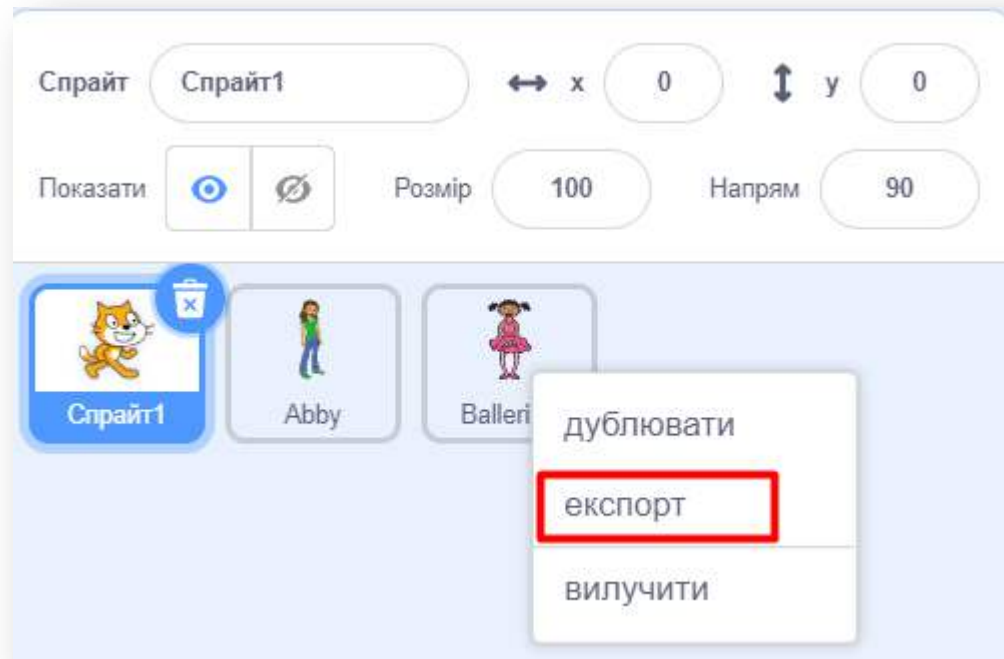 Спрайт Спрайт1 x 0 y 0
Показати Розмір 100 Напрям 90
Спрайт1 Abby Balleri
дублювати
експорт
вилучити